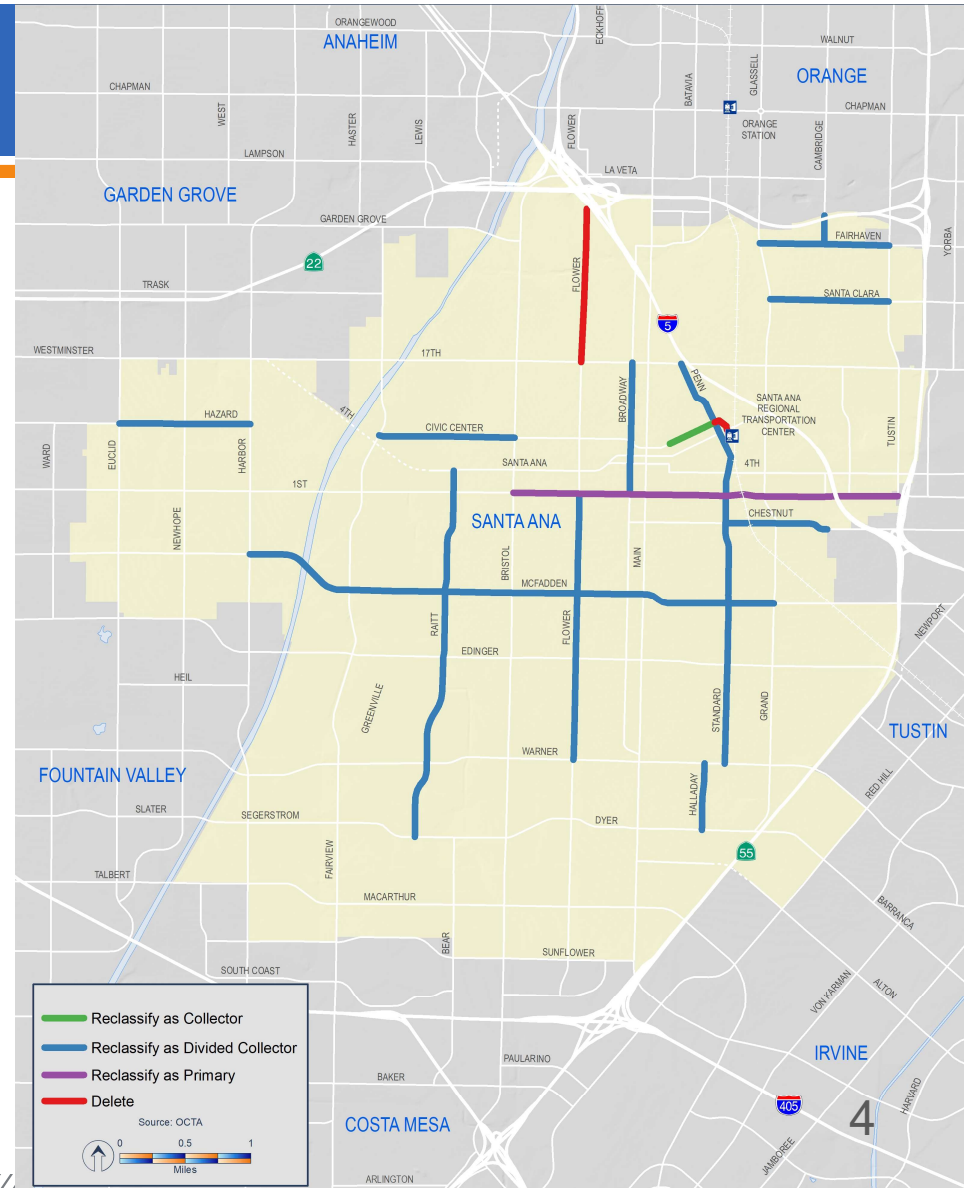 ORANGEWOOD
ANAHEIM
ECKHOFF
WALNUT
ORANGE
CHAPMAN
WEST
HASTER
LEWIS
FLOWER
BATAVIA
GLASSELL
CHAPMAN
ORANGE
STATION
CAMBRIDGE
LAMPSON
LA VETA
GARDEN GROVE
GARDEN GROVE
22
TRASK
FLOWER
FAIRHAVEN
YORBA
SANTA CLARA
5
WESTMINSTER
17TH
PENN
BROADWAY
SANTA ANA
REGIONAL
TRANSPORTATION
CENTER
TUSTIN
HAZARD
4TH
CIVIC CENTER
WARD
EUCLID
HARBOR
SANTA ANA
4TH
1ST
NEWHOPE
SANTA ANA
CHESTNUT
BRISTOL
MAIN
MCFADDEN
RAITT
FLOWER
NEWPORT
EDINGER
HEIL
GREENVILLE
STANDARD
GRAND
TUSTIN
WARNER
FOUNTAIN VALLEY
HALLADAY
RED HILL
SLATER
SEGERSTROM
DYER
55
FAIRVIEW
TALBERT
MACARTHUR
BARRANCA
BEAR
SUNFLOWER
SOUTH COAST
VON KARMAN
ALTON
Reclassify as Collector
Reclassify as Divided Collector
Reclassify as Primary
Delete
Source: OCTA
0 0.5 1
Miles
PAULARINO
BAKER
IRVINE
HARVARD
405
4
COSTA MESA
JAMBOREE
ARLINGTON